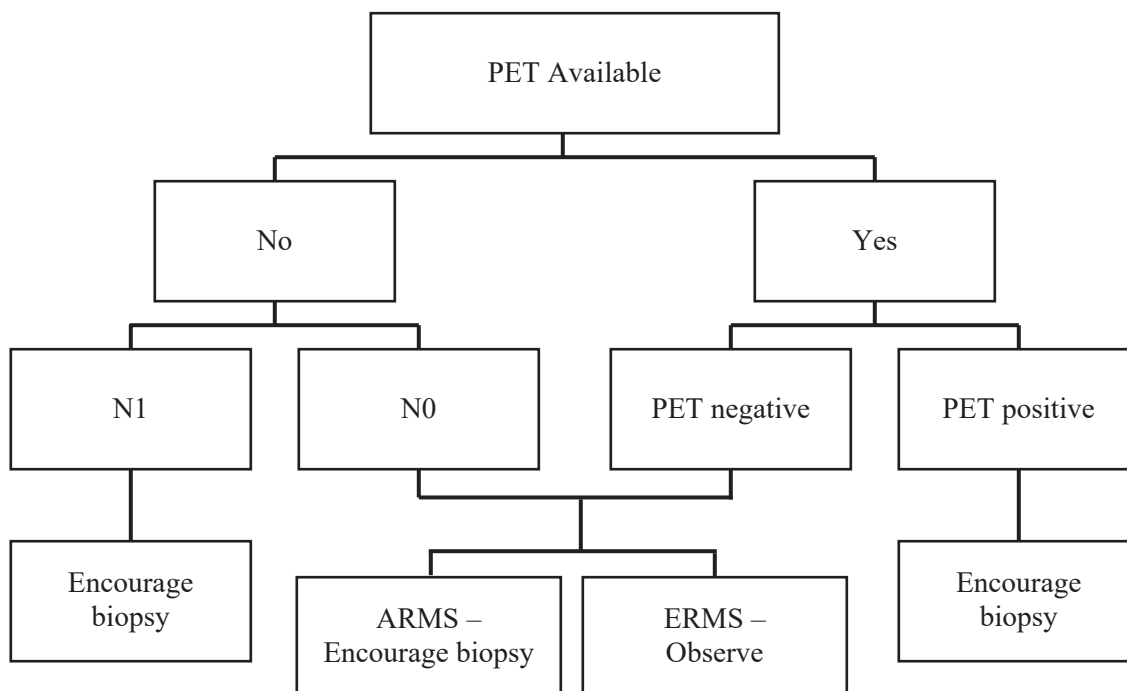 PET Available
No
Yes
N1
N0
PET negative
PET positive
Encourage
biopsy
ARMS –
Encourage biopsy
ERMS –
Observe
Encourage
biopsy